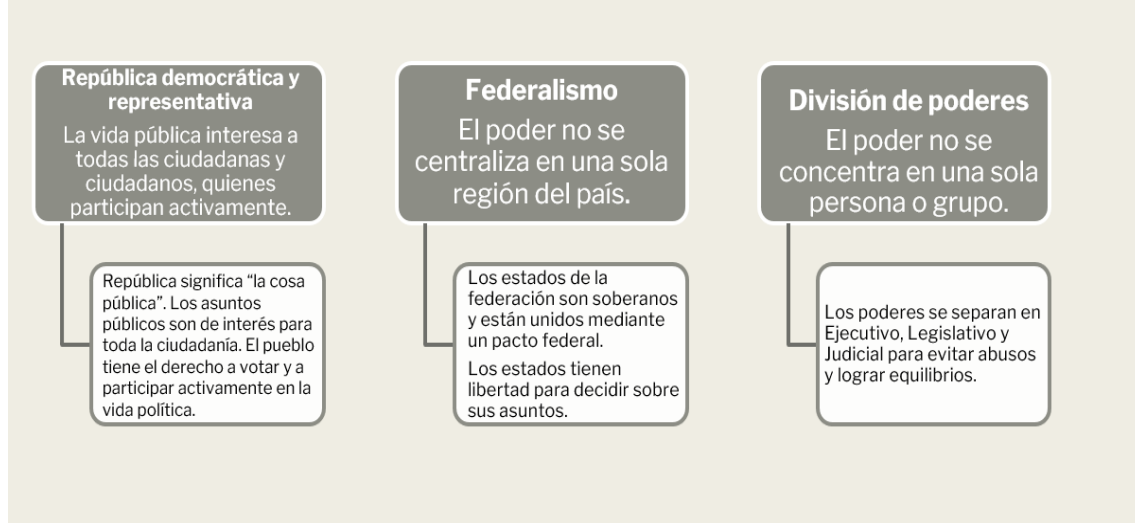 República democrática y
representativa
La vida pública interesa a
todas las ciudadanas y
ciudadanos, quienes
participan activamente.
República significa “la cosa
pública”. Los asuntos
públicos son de interés para
toda la ciudadanía. El pueblo
tiene el derecho a votar y a
participar activamente en la
vida política.
Federalismo
El poder no se
centraliza en una sola
región del país.
Los estados de la
federación son soberanos
y están unidos mediante
un pacto federal.
Los estados tienen
libertad para decidir sobre
sus asuntos.
División de poderes
El poder no se
concentra en una sola
persona o grupo.
Los poderes se separan en
Ejecutivo, Legislativo y
Judicial para evitar abusos
y lograr equilibrios.